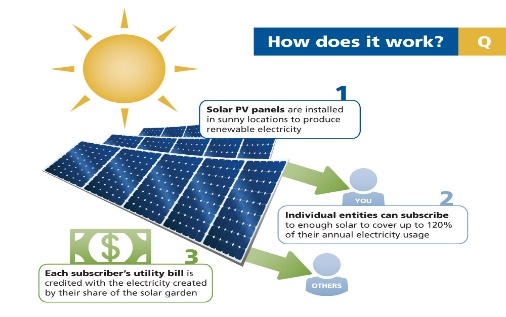 How does it work? Q
1
Solar PV panels are installed
in sunny locations to produce
renewable electricity
YOU
2
Individual entities can subscribe
to enough solar to cover up to 120%
of their annual electricity usage
$
3
Each subscriber's utility bill is
credited with the electricity created
by their share of the solar garden
OTHERS